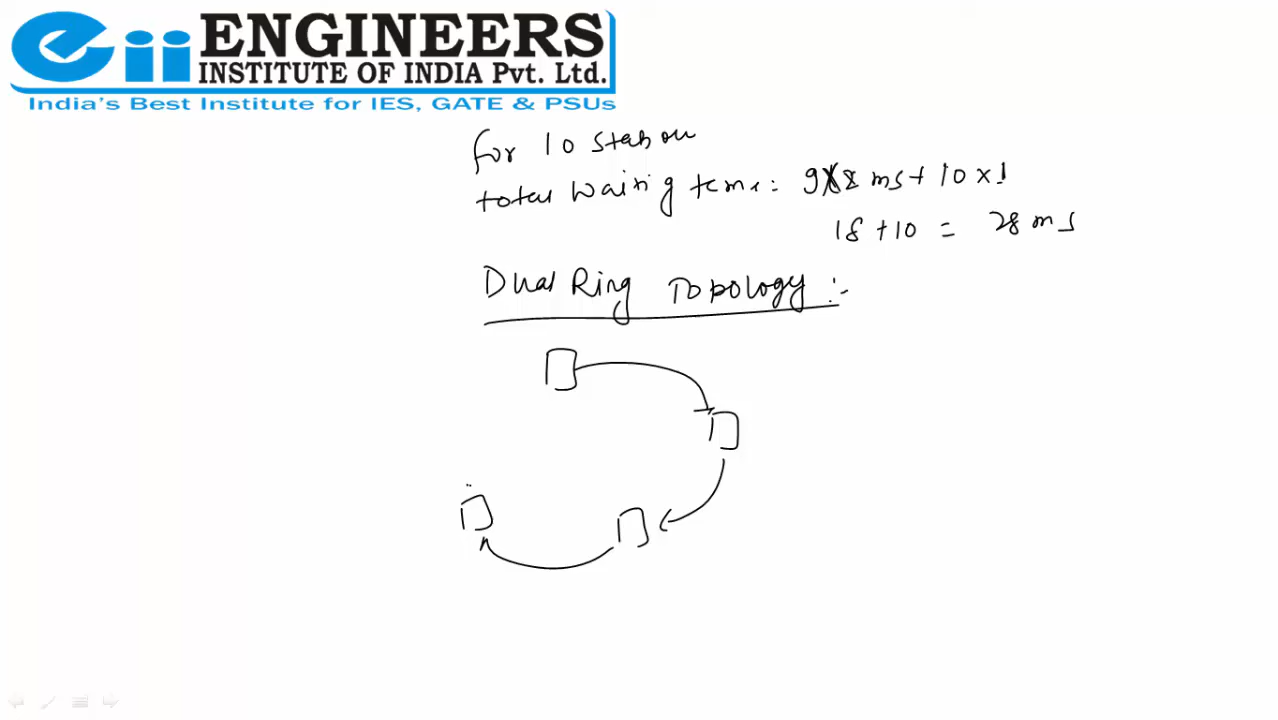 eii ENGINEERS
INSTITUTE OF INDIA Pvt. Ltd.
India's Best Institute for IES, GATE & PSUs
for 10 station
total waiting time = 9 x 2 ms + 10 x 1
18 + 10 = 28 ms
Dual Ring Topology :-